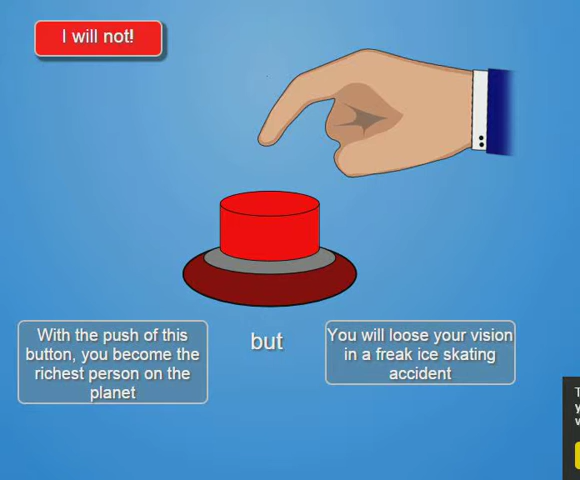 I will not!
With the push of this
button, you become the
richest person on the
planet
but
You will loose your vision
in a freak ice skating
accident